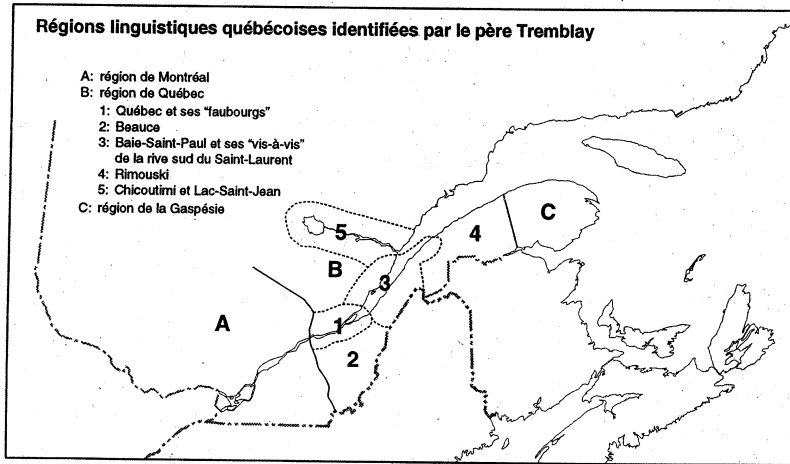 Régions linguistiques québécoises identifiées par le père Tremblay
A: région de Montréal
B: région de Québec
1: Québec et ses "faubourgs"
2: Beauce
3: Baie-Saint-Paul et ses "vis-à-vis"
de la rive sud du Saint-Laurent
4: Rimouski
5: Chicoutimi et Lac-Saint-Jean
C: région de la Gaspésie
C
5
4
B
3
A
1
2